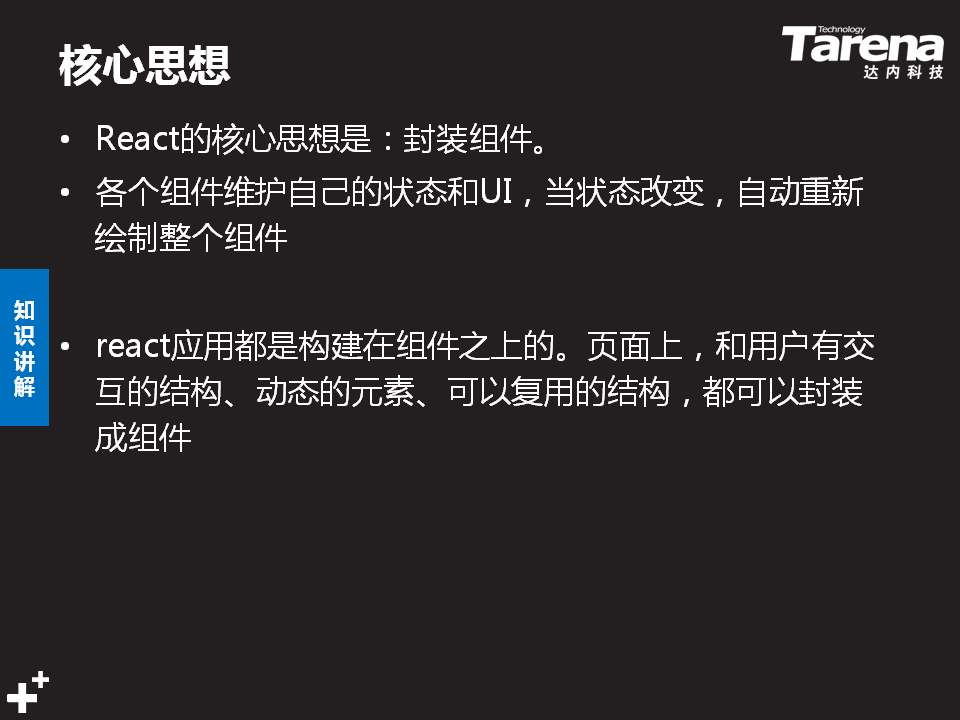 核心思想
Technology
Tarena
达内科技
• React的核心思想是：封装组件。
• 各个组件维护自己的状态和UI，当状态改变，自动重新
绘制整个组件
知
识
讲
解
• react应用都是构建在组件之上的。页面上，和用户有交
互的结构、动态的元素、可以复用的结构，都可以封装
成组件